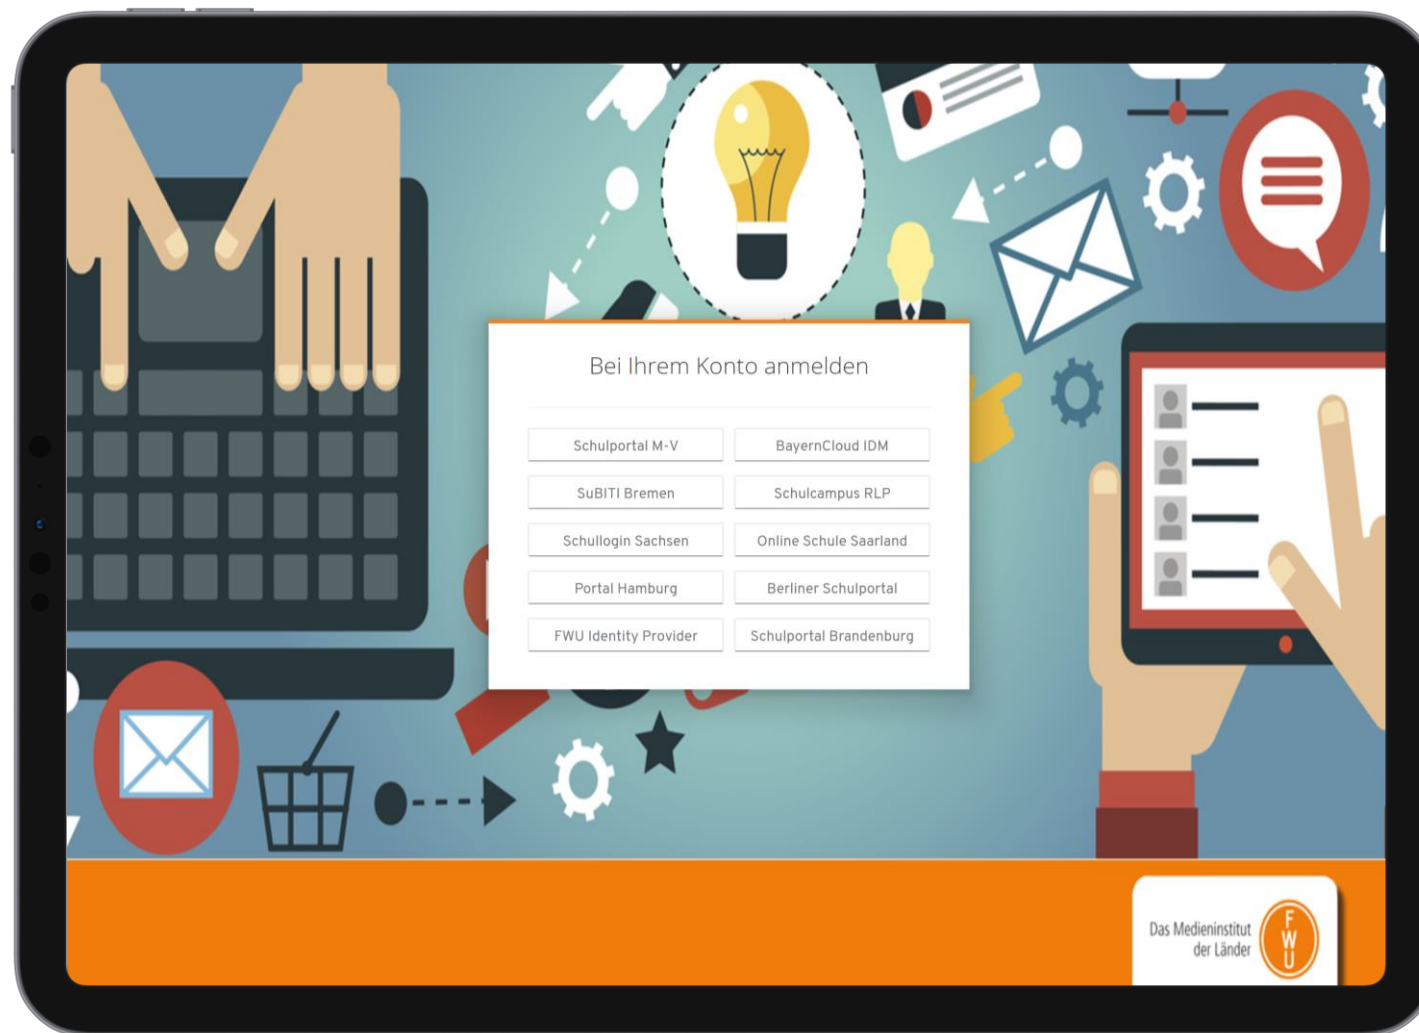 Bei Ihrem Konto anmelden
Schulportal M-V
BayernCloud IDM
SuBITI Bremen
Schulcampus RLP
Schullogin Sachsen
Online Schule Saarland
Portal Hamburg
Berliner Schulportal
FWU Identity Provider
Schulportal Brandenburg
Das Medieninstitut
der Länder
FWU